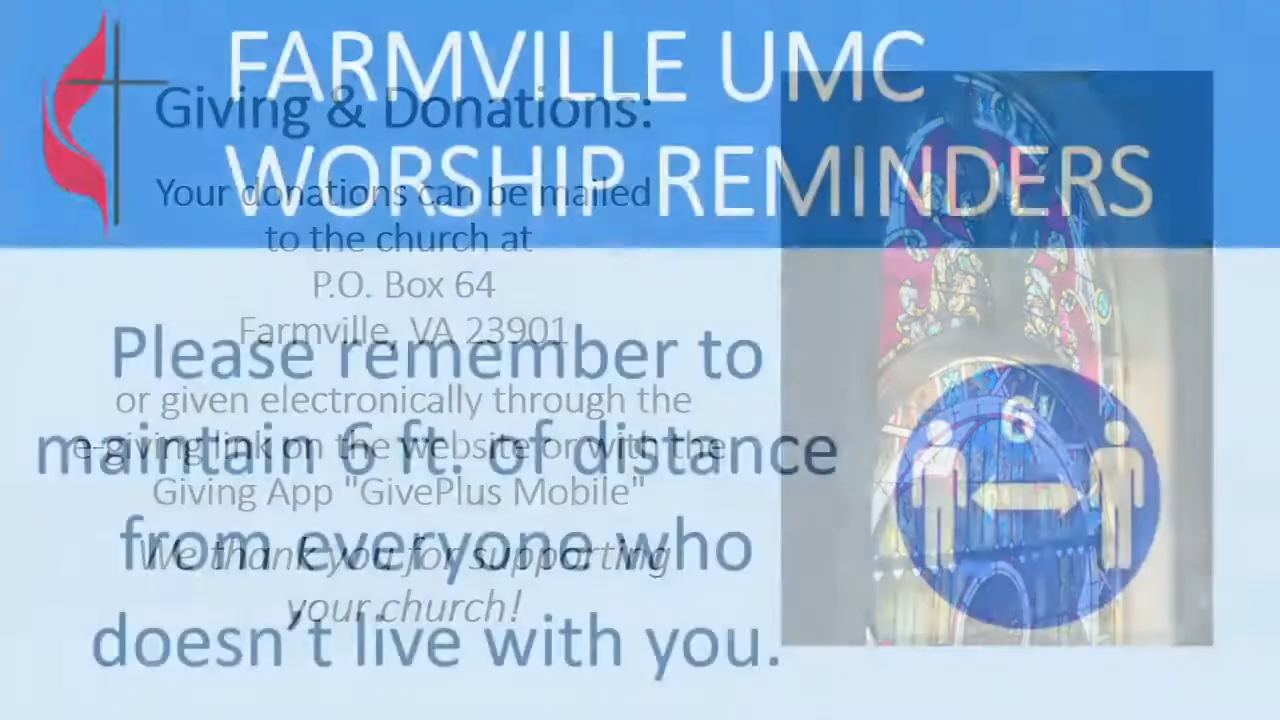 FARMVILLE UMC
WORSHIP REMINDERS
Please remember to
maintain 6 ft. of distance
from everyone who
doesn't live with you.
6'
Giving & Donations:
Your donations can be mailed
to the church at
P.O. Box 64
Farmville, VA 23901
or given electronically through the
e-giving link on the website or with the
Giving App "GivePlus Mobile"
We thank you for supporting
your church!